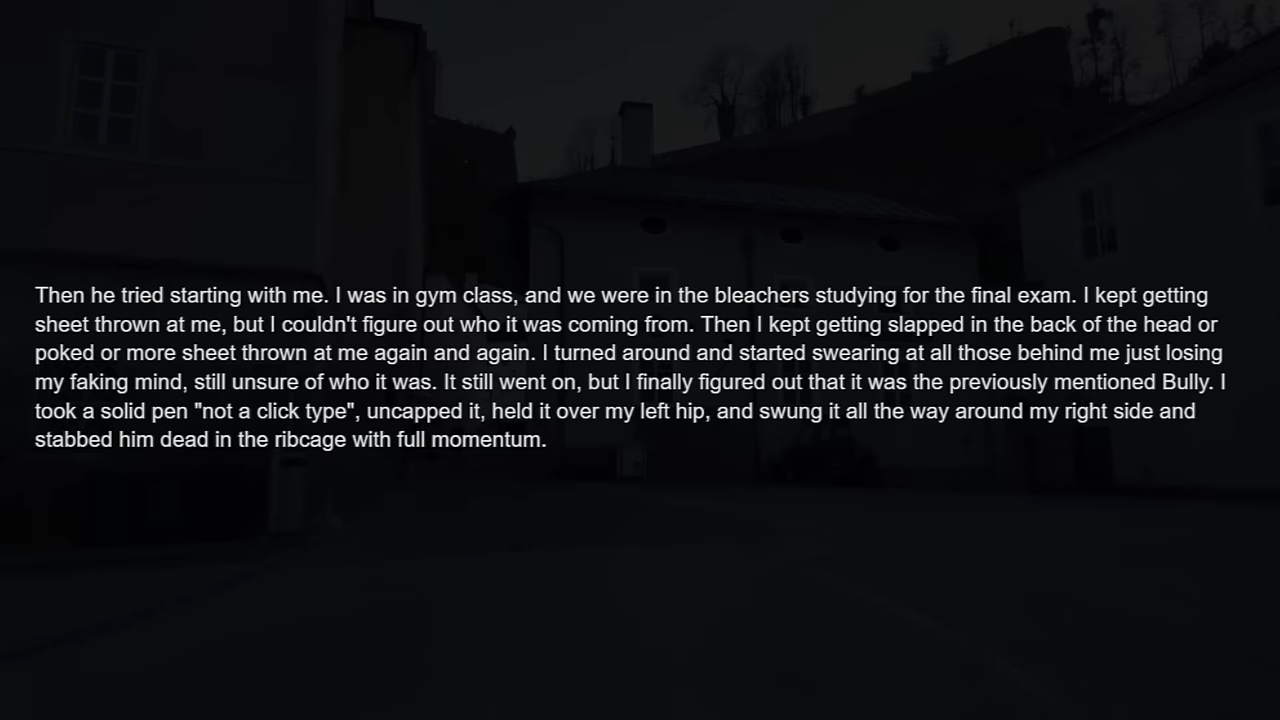 Then he tried starting with me. I was in gym class, and we were in the bleachers studying for the final exam. I kept getting
sheet thrown at me, but I couldn't figure out who it was coming from. Then I kept getting slapped in the back of the head or
poked or more sheet thrown at me again and again. I turned around and started swearing at all those behind me just losing
my faking mind, still unsure of who it was. It still went on, but I finally figured out that it was the previously mentioned Bully. I
took a solid pen "not a click type", uncapped it, held it over my left hip, and swung it all the way around my right side and
stabbed him dead in the ribcage with full momentum.